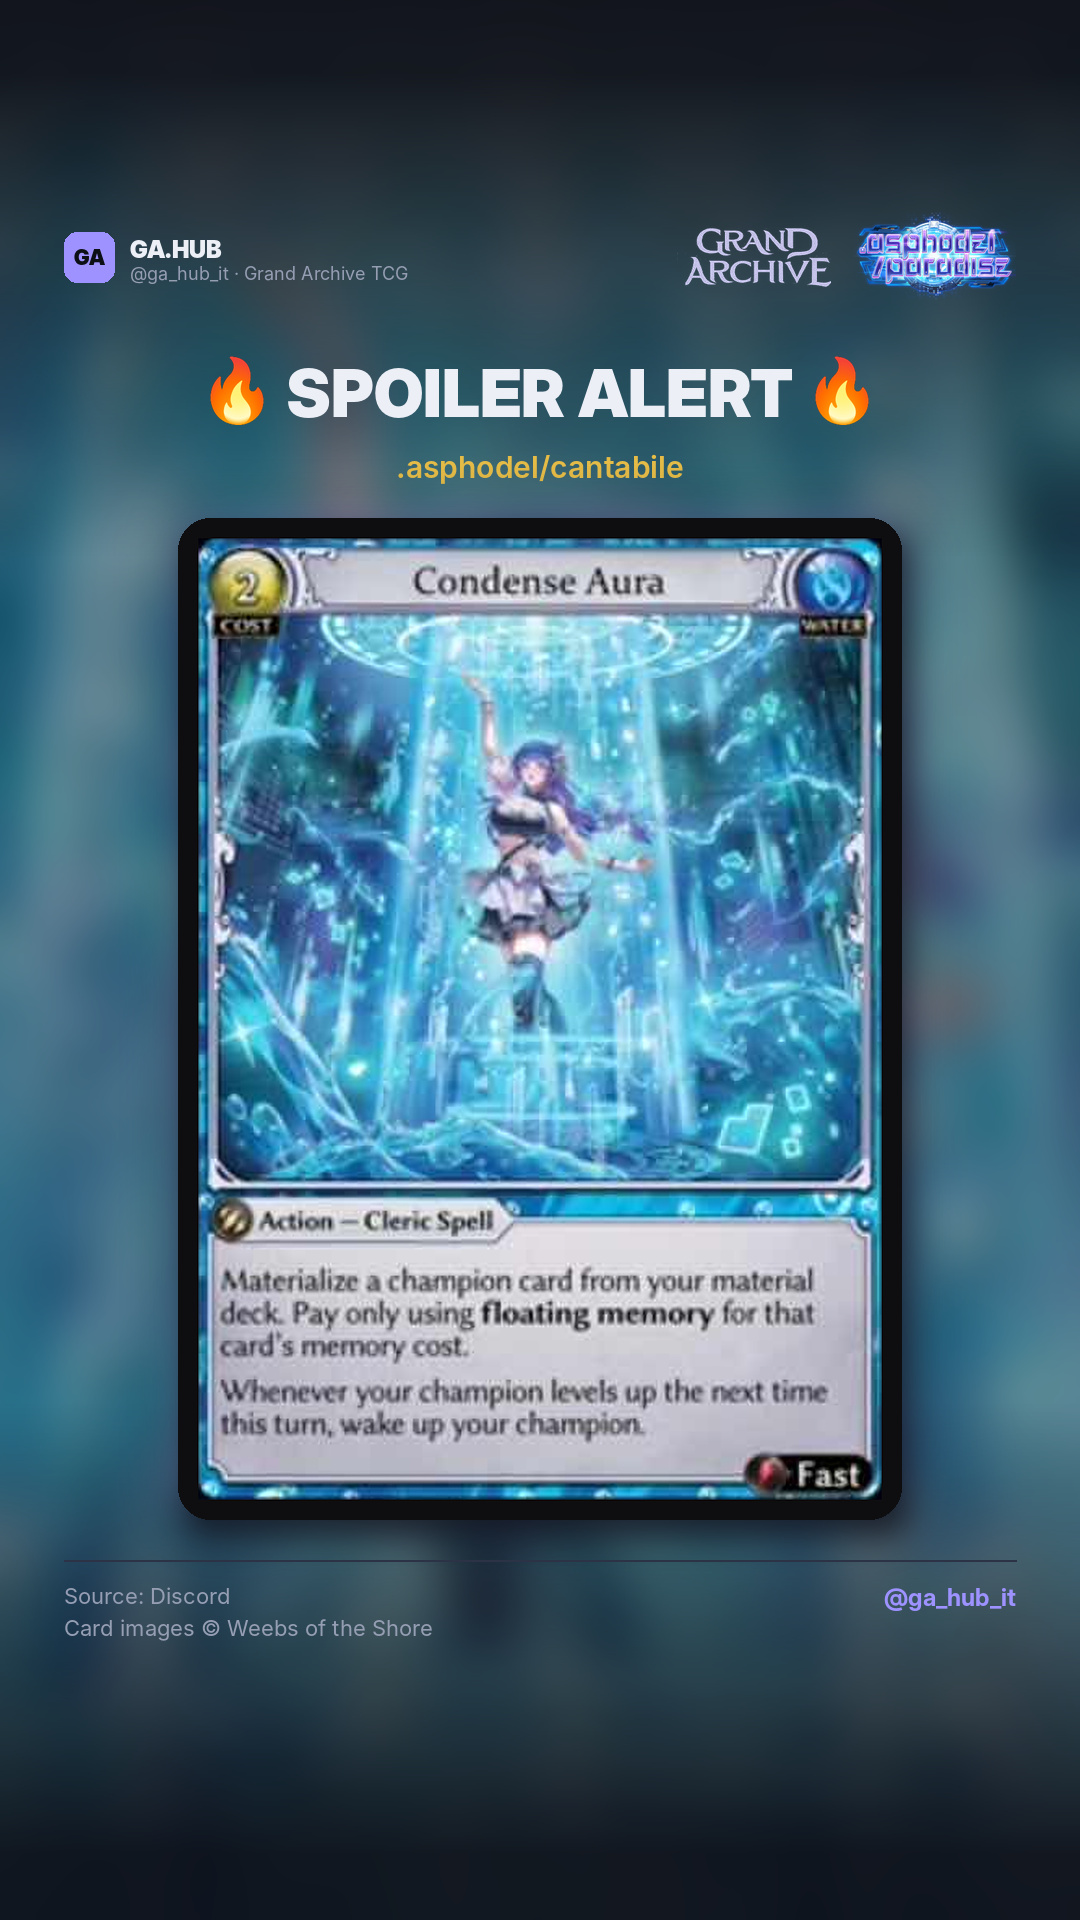 GA
GA.HUB
@ga_hub_it · Grand Archive TCG
GRAND
ARCHIVE
.asphodel
/paradise
🔥 SPOILER ALERT 🔥
.asphodel/cantabile
2
COST
Condense Aura
WATER
Action — Cleric Spell
Materialize a champion card from your material
deck. Pay only using floating memory for that
card's memory cost.
Whenever your champion levels up the next time
this turn, wake up your champion.
Fast
Source: Discord
Card images © Weebs of the Shore
@ga_hub_it